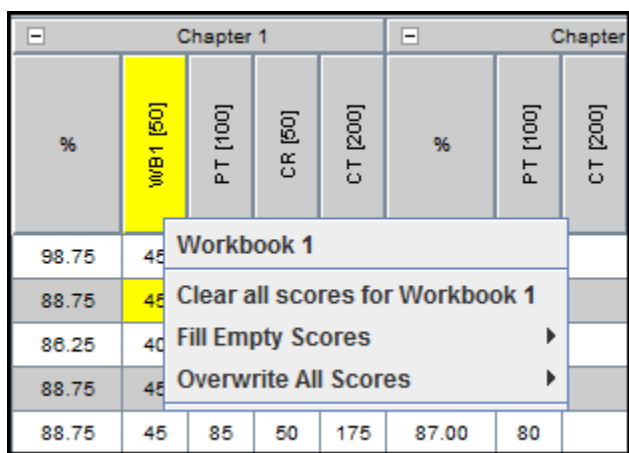 Chapter 1 Chapter
% WB1 [50] PT [100] CR [50] CT [200] % PT [100] CT [200]
98.75 45
88.75 45
86.25 40
88.75 45
Workbook 1
Clear all scores for Workbook 1
Fill Empty Scores
Overwrite All Scores
88.75 45 85 50 175 87.00 80